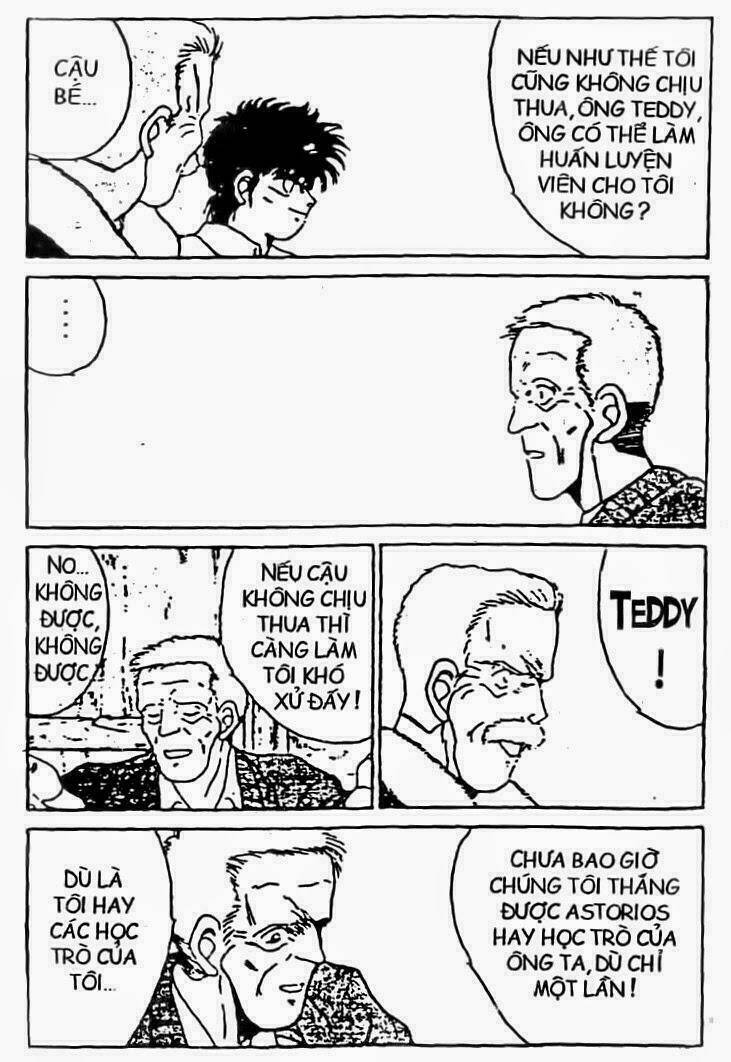 NẾU NHƯ THẾ TÔI
CŨNG KHÔNG CHỊU
THUA, ÔNG TEDDY,
ÔNG CÓ THỂ LÀM
HUẤN LUYỆN
VIÊN CHO TÔI
KHÔNG?
CẬU
BÉ...
....
TEDDY
!
NẾU CẬU
KHÔNG CHỊU
THUA THÌ
CÀNG LÀM
TÔI KHÓ
XỬ ĐẤY!
NO...
KHÔNG
ĐƯỢC,
KHÔNG
ĐƯỢC!
CHƯA BAO GIỜ
CHÚNG TÔI THẮNG
ĐƯỢC ASTORIOS
HAY HỌC TRÒ CỦA
ÔNG TA, DÙ CHỈ
MỘT LẦN!
DÙ LÀ
TÔI HAY
CÁC HỌC
TRÒ CỦA
TÔI...